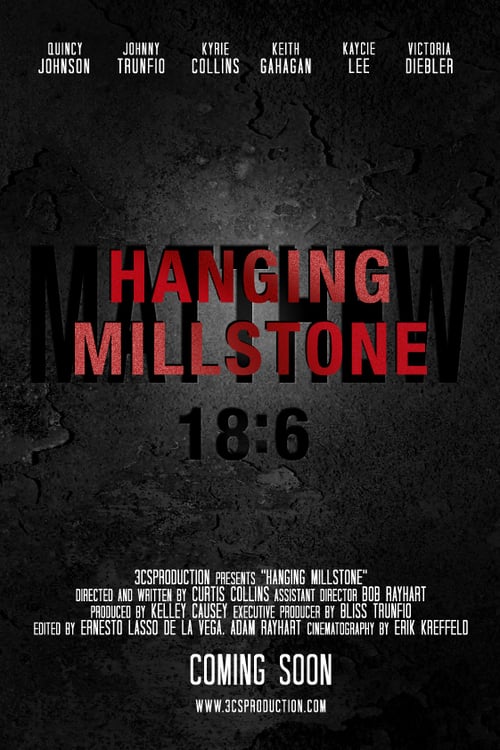 QUINCY JOHNSON
JOHNNY TRUNFIO
KYRIE COLLINS
KEITH GAHAGAN
KAYCIE LEE
VICTORIA DIEBLER
MATTHEW
HANGING
MILLSTONE
18:6
3CSPRODUCTION PRESENTS "HANGING MILLSTONE"
DIRECTED AND WRITTEN BY CURTIS COLLINS ASSISTANT DIRECTOR BOB RAYHART
PRODUCED BY KELLEY CAUSEY EXECUTIVE PRODUCER BY BLISS TRUNFIO
EDITED BY ERNESTO LASSO DE LA VEGA. ADAM RAYHART CINEMATOGRAPHY BY ERIK KREFFELD
COMING SOON
WWW.3CSPRODUCTION.COM